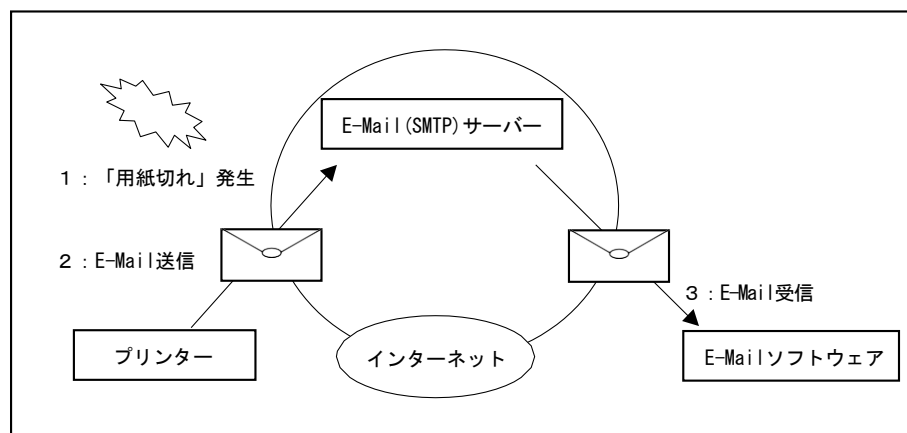 E-Mail(SMTP)サーバー
1：「用紙切れ」発生
2：E-Mail送信
3：E-Mail受信
プリンター
インターネット
E-Mailソフトウェア